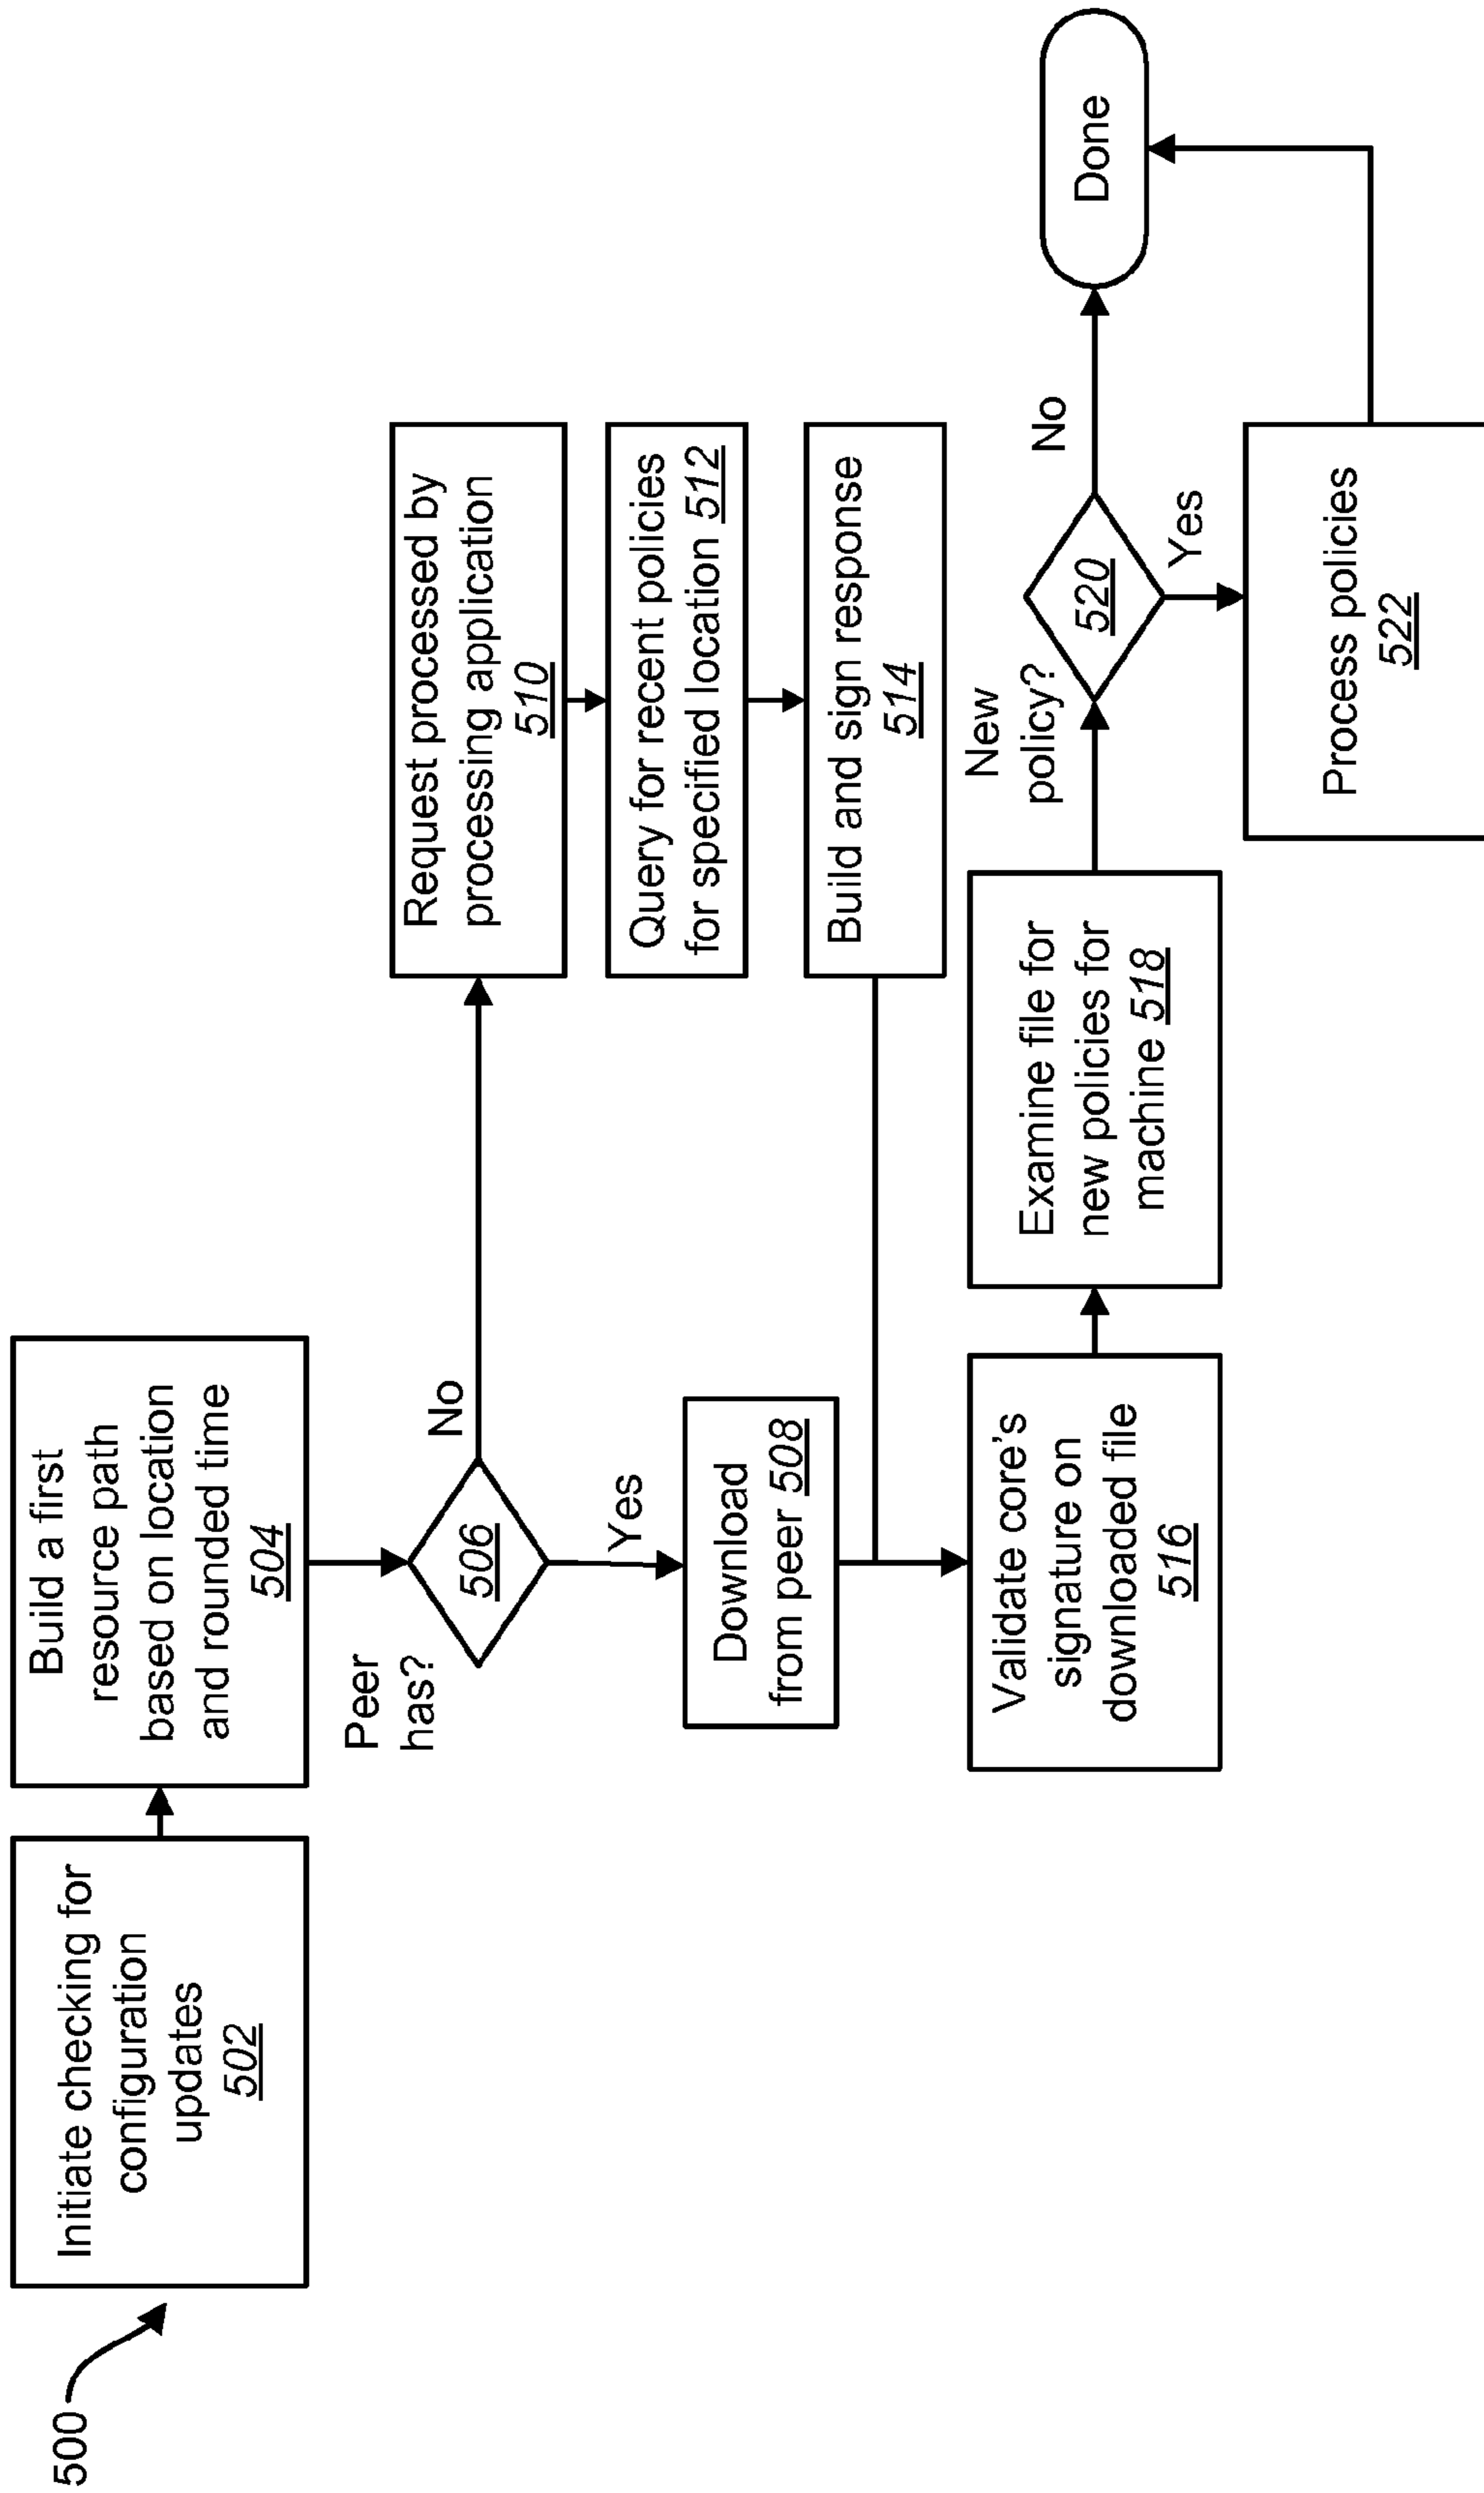 500
Initiate checking for
configuration
updates
502
Build a first
resource path
based on location
and rounded time
504
Peer
has?
506
No
Yes
Download
from peer 508
Request processed by
processing application
510
Query for recent policies
for specified location 512
Build and sign response
514
Validate core's
signature on
downloaded file
516
Examine file for
new policies for
machine 518
New
policy?
520
No
Yes
Process policies
522
Done